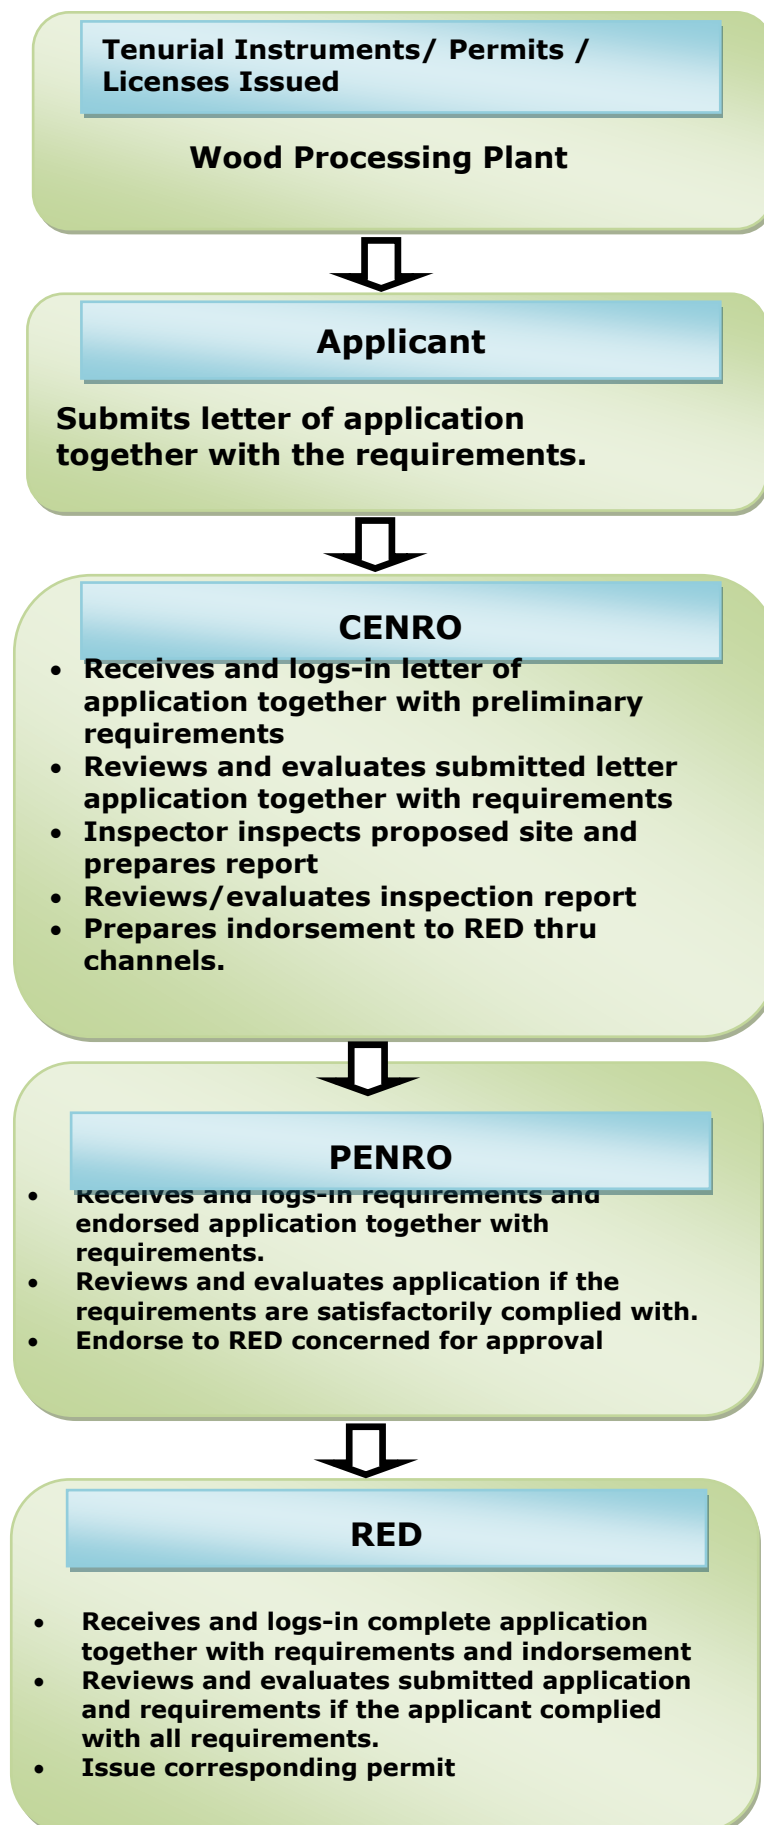 Tenurial Instruments/ Permits /
Licenses Issued
Wood Processing Plant
Applicant
Submits letter of application
together with the requirements.
CENRO
• Receives and logs-in letter of
application together with preliminary
requirements
• Reviews and evaluates submitted letter
application together with requirements
• Inspector inspects proposed site and
prepares report
• Reviews/evaluates inspection report
• Prepares indorsement to RED thru
channels.
PENRO
• Receives and logs-in requirements and
endorsed application together with
requirements.
• Reviews and evaluates application if the
requirements are satisfactorily complied with.
• Endorse to RED concerned for approval
RED
• Receives and logs-in complete application
together with requirements and indorsement
• Reviews and evaluates submitted application
and requirements if the applicant complied
with all requirements.
• Issue corresponding permit